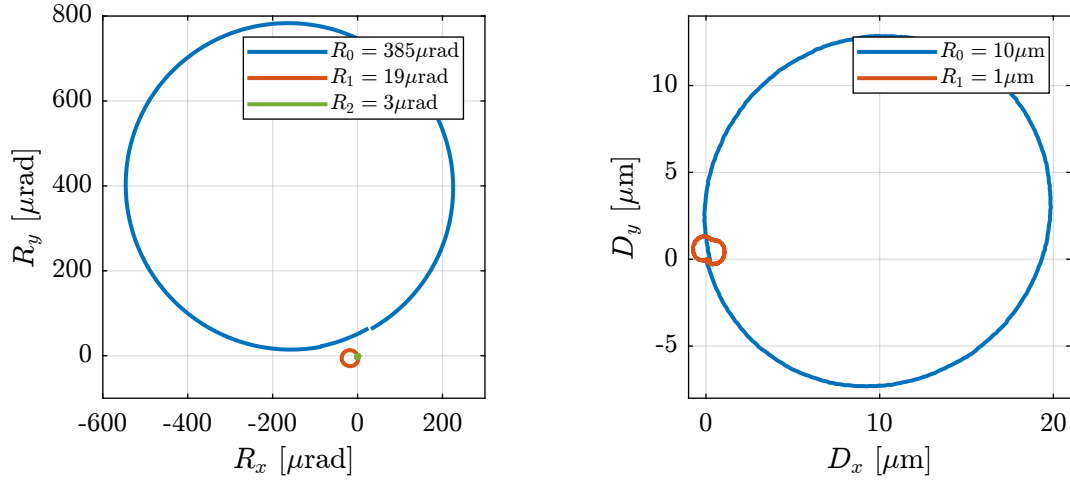 800
600
400
200
0
-600
-400
-200
0
200
R_y [μrad]
R_x [μrad]
R_0 = 385μrad
R_1 = 19μrad
R_2 = 3μrad
10
5
0
-5
0
10
20
D_y [μm]
D_x [μm]
R_0 = 10μm
R_1 = 1μm